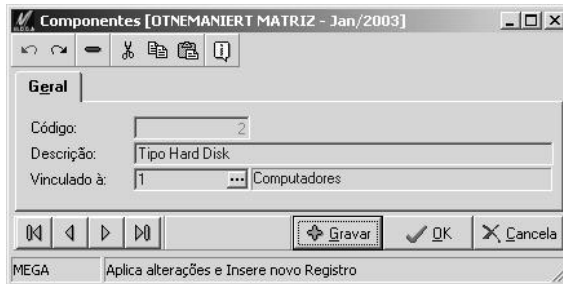 Componentes [OTNEMANIERT MATRIZ - Jan/2003]
Geral
Código: 2
Descrição: Tipo Hard Disk
Vinculado à: 1 ... Computadores
Gravar OK Cancela
MEGA Aplica alterações e Insere novo Registro